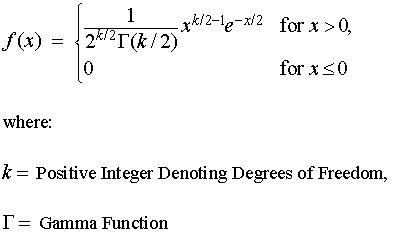 f(x) = { 1 / (2^{k/2} Γ(k/2)) x^{k/2−1} e^{−x/2} for x > 0,
0 for x ≤ 0
where:
k = Positive Integer Denoting Degrees of Freedom,
Γ = Gamma Function